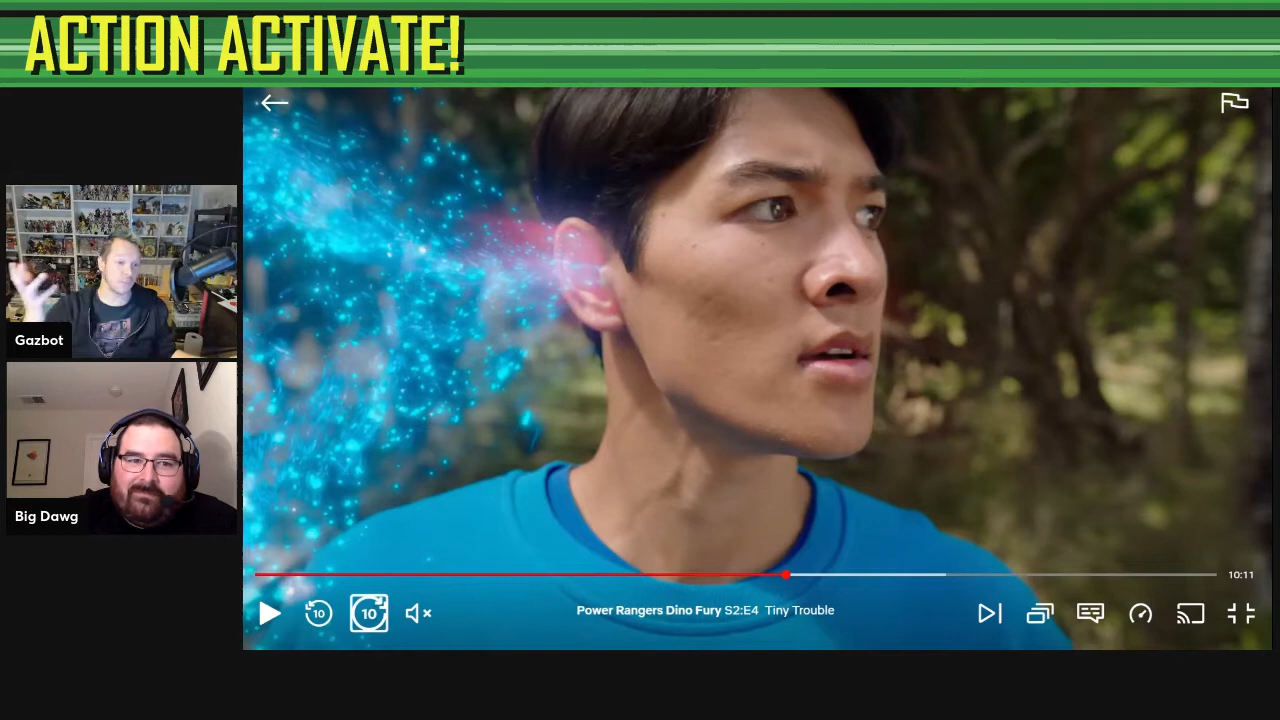 ACTION ACTIVATE!
Gazbot
Big Dawg
10:11
10
10
Power Rangers Dino Fury S2:E4 Tiny Trouble